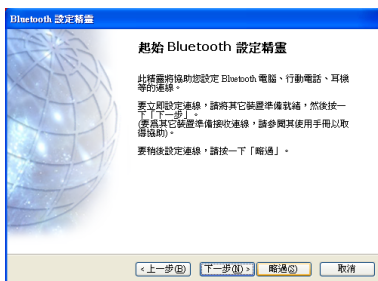 Bluetooth 設定精靈
起始 Bluetooth 設定精靈
此精靈將協助您設定 Bluetooth 電腦、行動電話、耳機
等的連線。
要立即設定連線，請將其它裝置準備就緒，然後按一
下「下一步」。
(要為其它裝置準備接收連線，請參閱其使用手冊以取
得協助)。
要稍後設定連線，請按一下「略過」。
<上一步(B) 下一步(N)> 略過(S) 取消